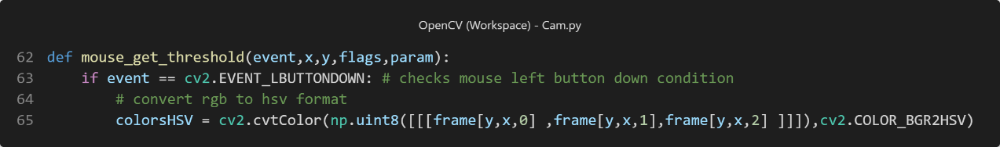 OpenCV (Workspace) - Cam.py
62 def mouse_get_threshold(event,x,y,flags,param):
63     if event == cv2.EVENT_LBUTTONDOWN: # checks mouse left button down condition
64         # convert rgb to hsv format
65         colorsHSV = cv2.cvtColor(np.uint8([[[frame[y,x,0] ,frame[y,x,1],frame[y,x,2] ]]]),cv2.COLOR_BGR2HSV)